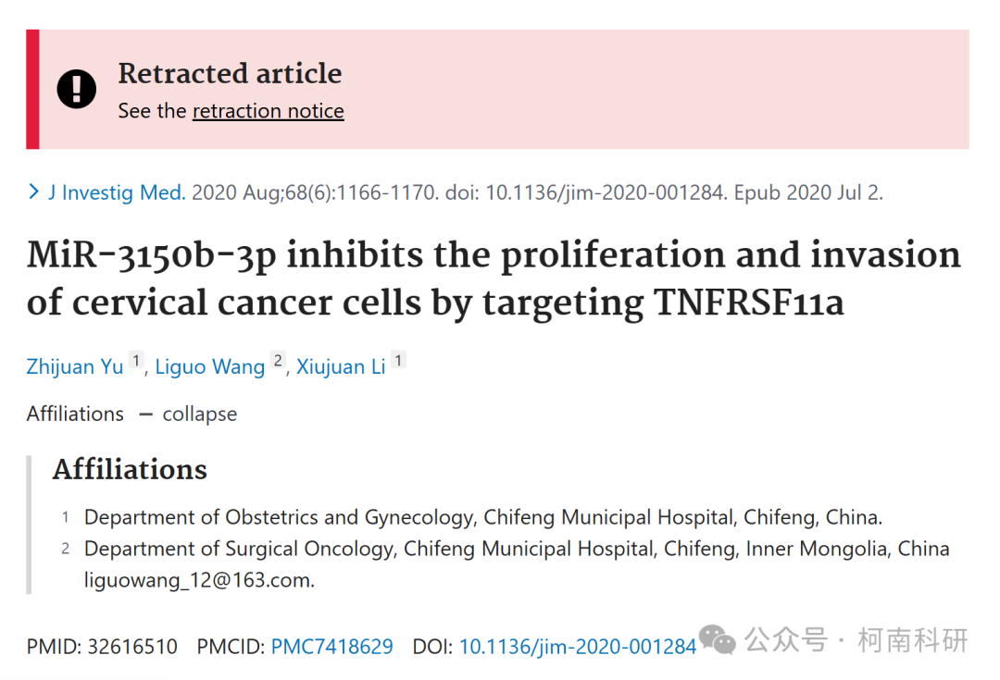 Retracted article
See the retraction notice
J Investig Med. 2020 Aug;68(6):1166-1170. doi: 10.1136/jim-2020-001284. Epub 2020 Jul 2.
MiR-3150b-3p inhibits the proliferation and invasion
of cervical cancer cells by targeting TNFRSF11a
Zhijuan Yu 1, Liguo Wang 2, Xiujuan Li 1
Affiliations – collapse
Affiliations
1 Department of Obstetrics and Gynecology, Chifeng Municipal Hospital, Chifeng, China.
2 Department of Surgical Oncology, Chifeng Municipal Hospital, Chifeng, Inner Mongolia, China
liguowang_12@163.com.
PMID: 32616510 PMCID: PMC7418629 DOI: 10.1136/jim-2020-001284
公众号 · 柯南科研